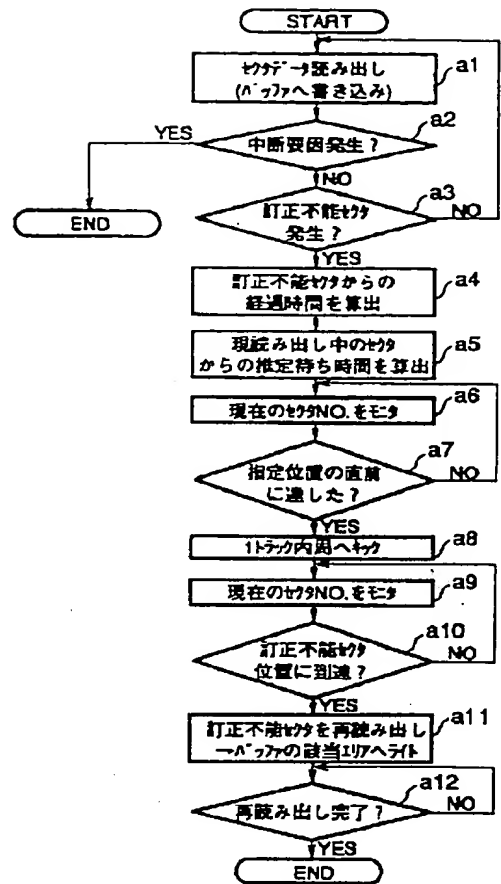 START
セクタデータ読み出し
(バッファへ書き込み)
a1
中断要因発生?
a2
YES
NO
END
訂正不能セクタ
発生?
a3
NO
YES
訂正不能セクタからの
経過時間を算出
a4
現読み出し中のセクタ
からの推定待ち時間を算出
a5
現在のセクタNO.をモニタ
a6
指定位置の直前
に達した?
a7
NO
YES
1トラック内周へキック
a8
現在のセクタNO.をモニタ
a9
訂正不能セクタ
位置に到達?
a10
NO
YES
訂正不能セクタを再読み出し
→バッファの該当エリアへライト
a11
再読み出し完了?
a12
NO
YES
END